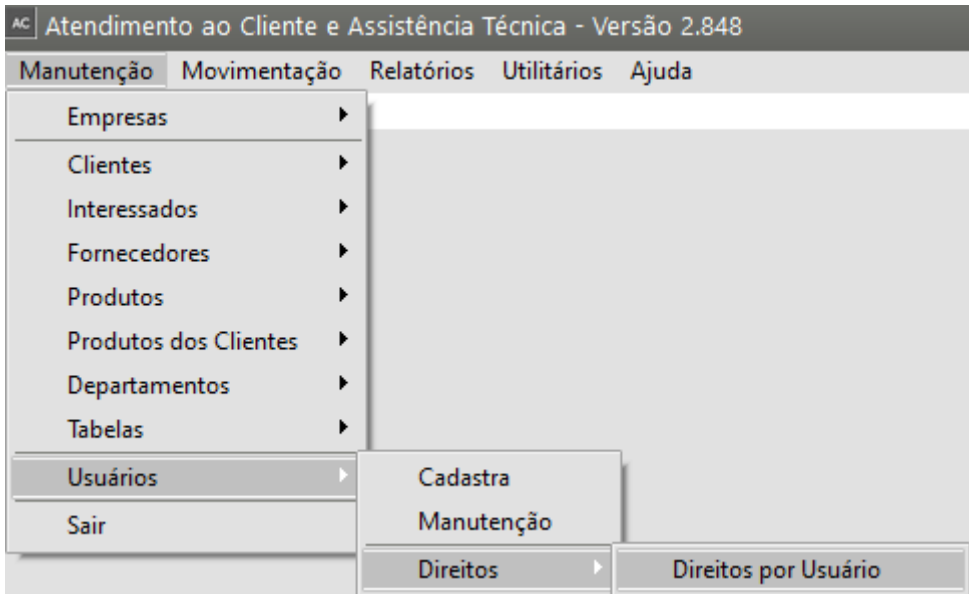 AC Atendimento ao Cliente e Assistência Técnica - Versão 2.848
Manutenção Movimentação Relatórios Utilitários Ajuda
Empresas
Clientes
Interessados
Fornecedores
Produtos
Produtos dos Clientes
Departamentos
Tabelas
Usuários
Sair
Cadastra
Manutenção
Direitos
Direitos por Usuário